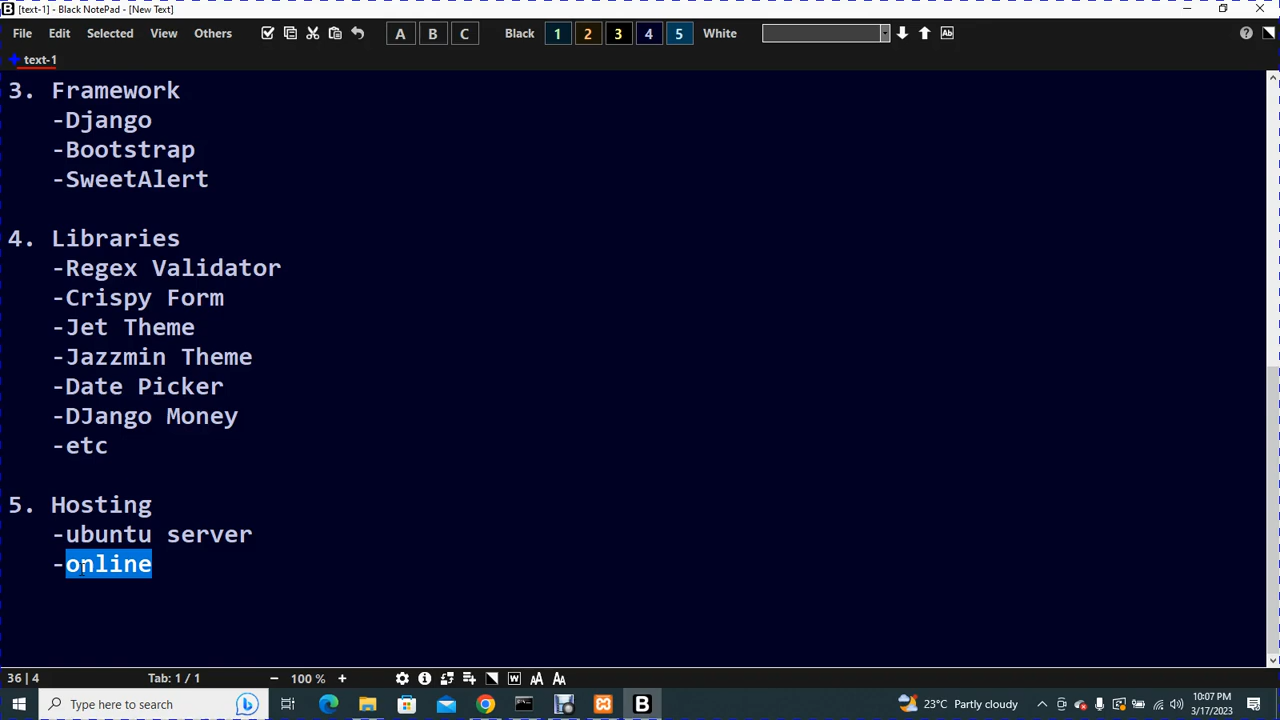 [text-1] - Black NotePad - [New Text]
File Edit Selected View Others A B C Black 1 2 3 4 5 White Ab
text-1
3. Framework
-Django
-Bootstrap
-SweetAlert
4. Libraries
-Regex Validator
-Crispy Form
-Jet Theme
-Jazzmin Theme
-Date Picker
-DJango Money
-etc
5. Hosting
-ubuntu server
-online
36 | 4 Tab: 1 / 1 - 100 % +
Type here to search
23°C Partly cloudy
10:07 PM
3/17/2023